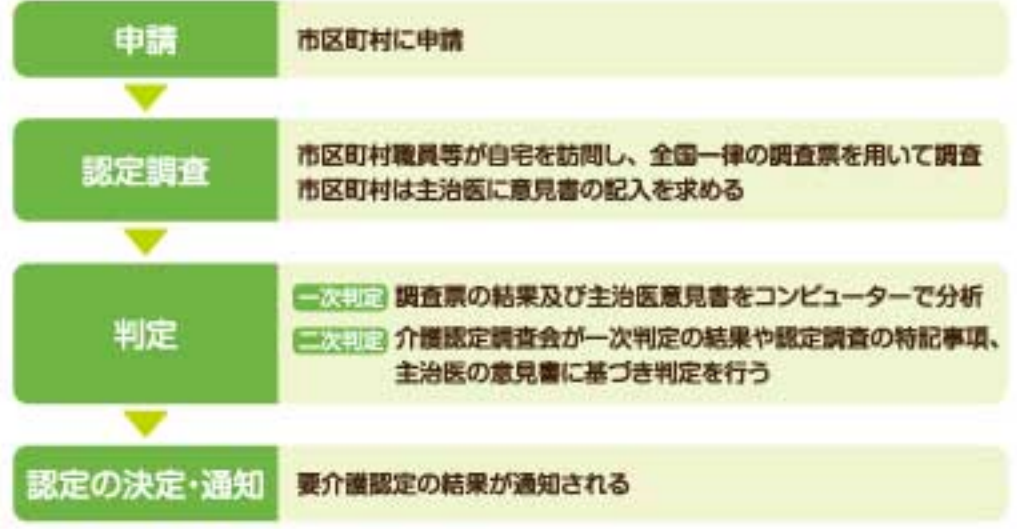 申請
市区町村に申請
認定調査
市区町村職員等が自宅を訪問し、全国一律の調査票を用いて調査
市区町村は主治医に意見書の記入を求める
判定
一次判定 調査票の結果及び主治医意見書をコンピューターで分析
二次判定 介護認定調査会が一次判定の結果や認定調査の特記事項、
主治医の意見書に基づき判定を行う
認定の決定・通知
要介護認定の結果が通知される